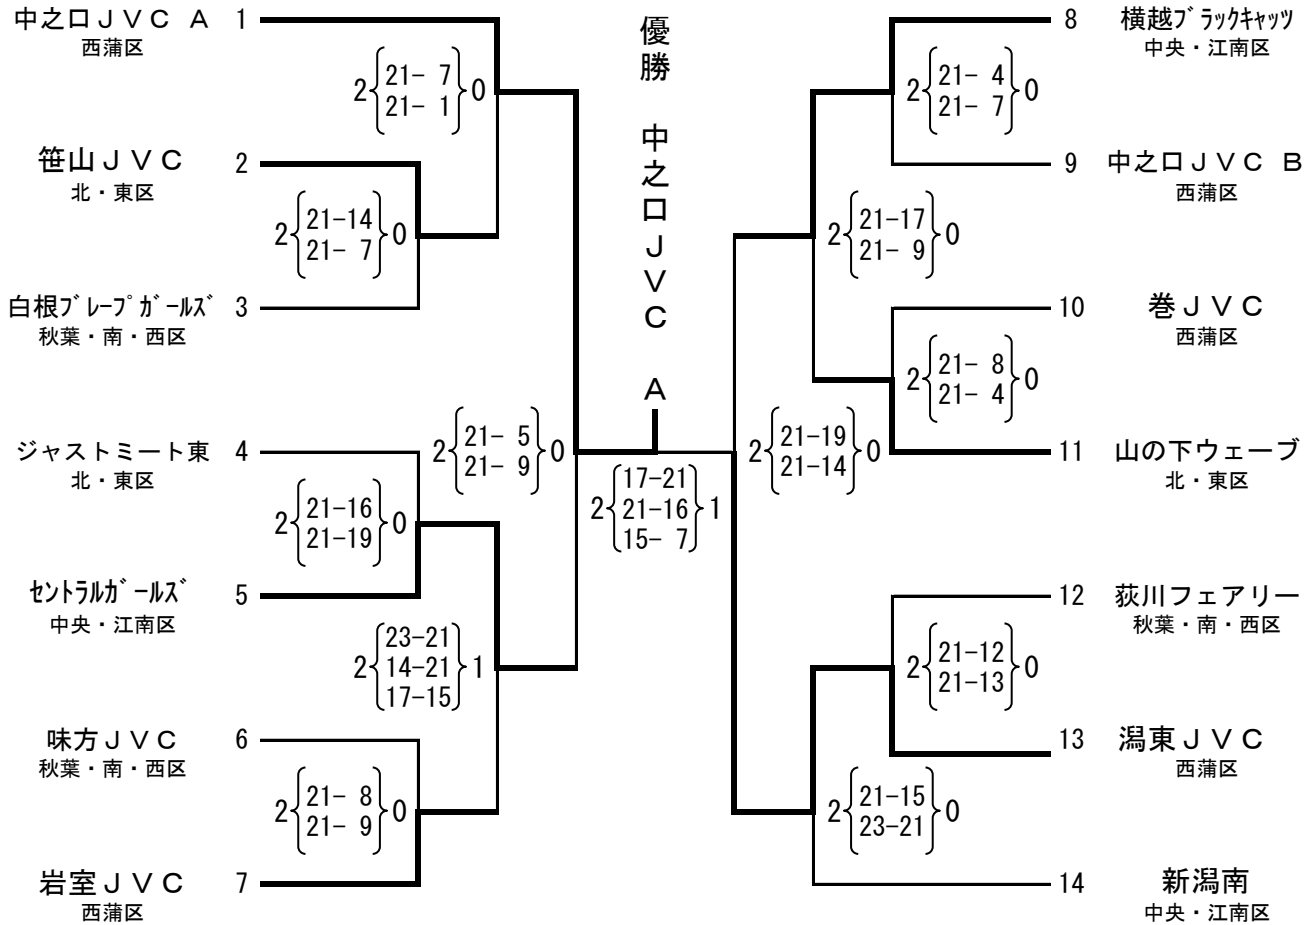 中之口ＪＶＣ Ａ 1
西蒲区
2 21- 7 0
21- 1
笹山ＪＶＣ 2
北・東区
2 21-14 0
21- 7
白根ﾌﾞﾚｰﾌﾟｶﾞｰﾙｽﾞ 3
秋葉・南・西区
ジャストミート東 4
北・東区
2 21- 5 0
21- 9
2 21-16 0
21-19
ｾﾝﾄﾗﾙｶﾞｰﾙｽﾞ 5
中央・江南区
2 23-21 1
14-21
17-15
味方ＪＶＣ 6
秋葉・南・西区
2 21- 8 0
21- 9
岩室ＪＶＣ 7
西蒲区
優勝 中之口ＪＶＣ Ａ
2 17-21 1
21-16
15- 7
8 横越ﾌﾞﾗｯｸｷｬｯﾂ
中央・江南区
2 21- 4 0
21- 7
9 中之口ＪＶＣ Ｂ
西蒲区
2 21-17 0
21- 9
10 巻ＪＶＣ
西蒲区
2 21- 8 0
21- 4
2 21-19 0
21-14
11 山の下ウェーブ
北・東区
12 荻川フェアリー
秋葉・南・西区
2 21-12 0
21-13
13 潟東ＪＶＣ
西蒲区
2 21-15 0
23-21
14 新潟南
中央・江南区